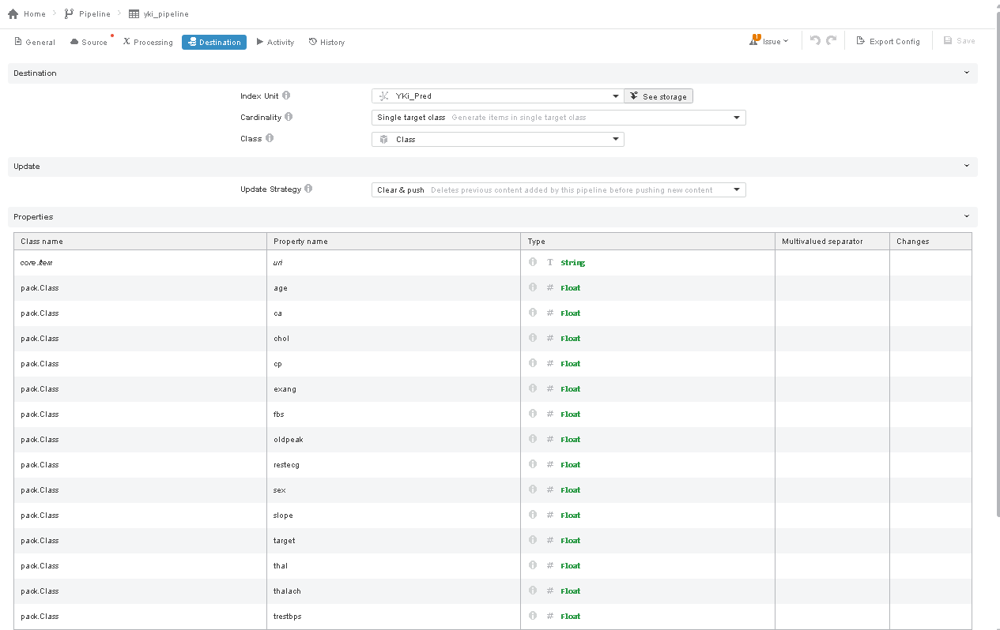 Home Pipeline yki_pipeline
General Source Processing Destination Activity History Issue Export Config Save
Destination
Index Unit YKi_Pred See storage
Cardinality Single target class Generate items in single target class
Class Class
Update
Update Strategy Clear & push Deletes previous content added by this pipeline before pushing new content
Properties
Class name Property name Type Multivalued separator Changes
core.Item uri T String
pack.Class age # Float
pack.Class ca # Float
pack.Class chol # Float
pack.Class cp # Float
pack.Class exang # Float
pack.Class fbs # Float
pack.Class oldpeak # Float
pack.Class restecg # Float
pack.Class sex # Float
pack.Class slope # Float
pack.Class target # Float
pack.Class thal # Float
pack.Class thalach # Float
pack.Class trestbps # Float